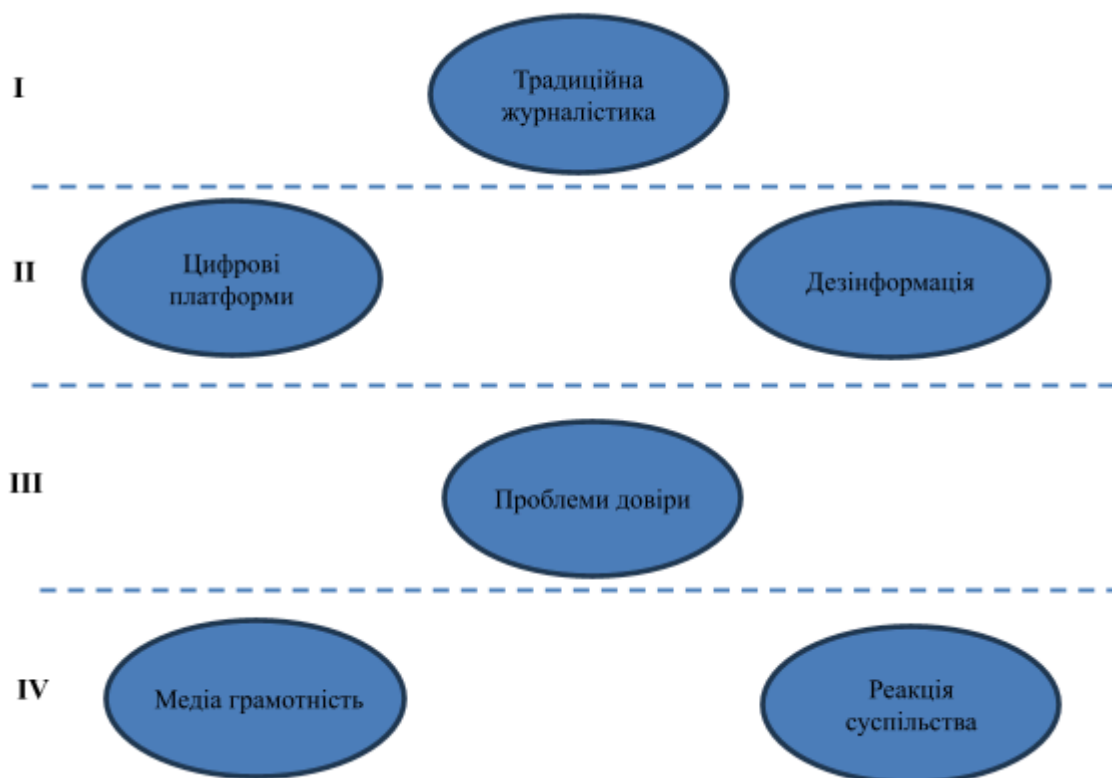 I
Традиційна
журналістика
II
Цифрові
платформи
Дезінформація
III
Проблеми довіри
IV
Медіа грамотність
Реакція
суспільства